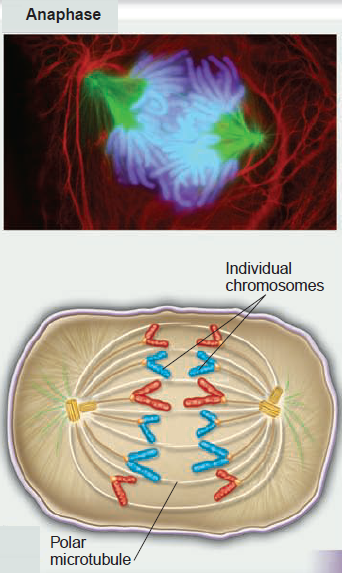 Anaphase
Individual
chromosomes
Polar
microtubule